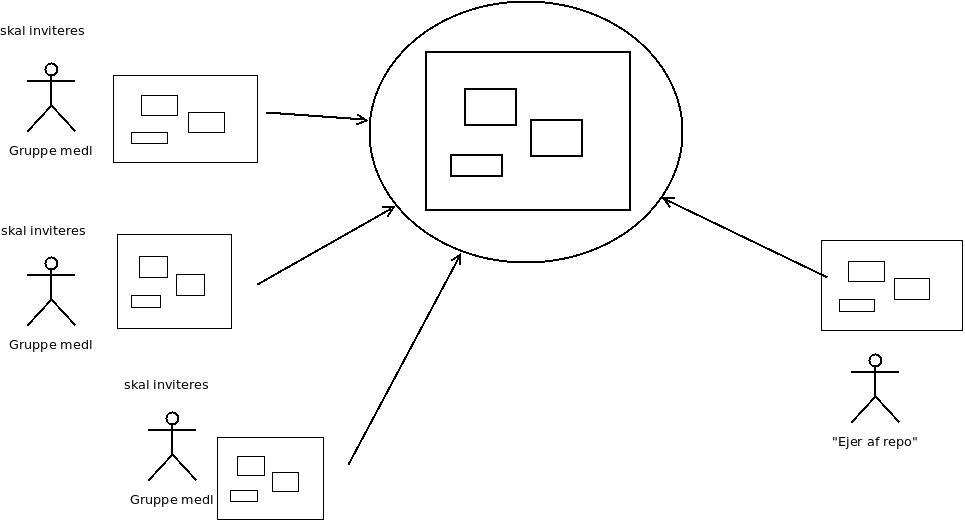 skal inviteres
Gruppe medl
skal inviteres
Gruppe medl
skal inviteres
Gruppe medl
"Ejer af repo"